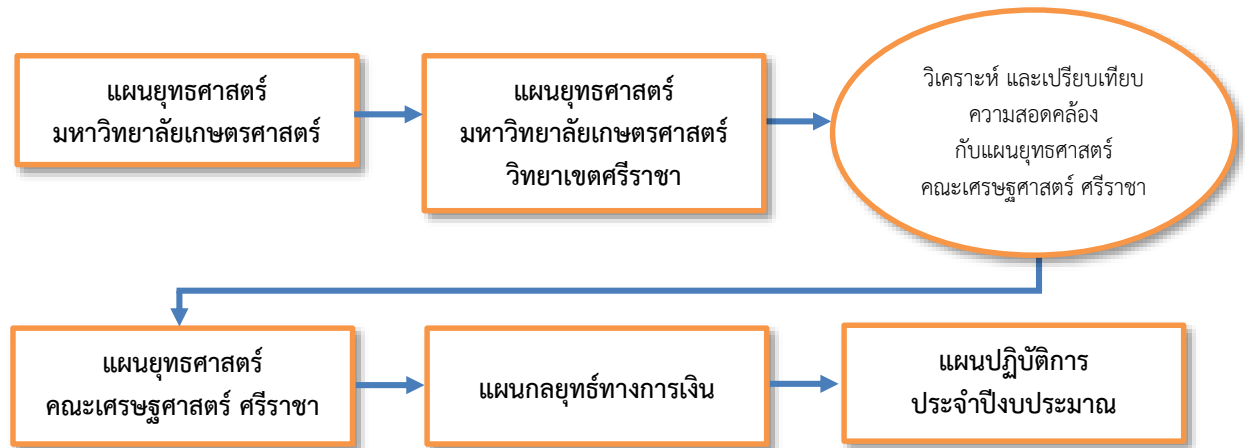 แผนยุทธศาสตร์
มหาวิทยาลัยเกษตรศาสตร์
แผนยุทธศาสตร์
มหาวิทยาลัยเกษตรศาสตร์
วิทยาเขตศรีราชา
วิเคราะห์ และเปรียบเทียบ
ความสอดคล้อง
กับแผนยุทธศาสตร์
คณะเศรษฐศาสตร์ ศรีราชา
แผนยุทธศาสตร์
คณะเศรษฐศาสตร์ ศรีราชา
แผนกลยุทธ์ทางการเงิน
แผนปฏิบัติการ
ประจำปีงบประมาณ